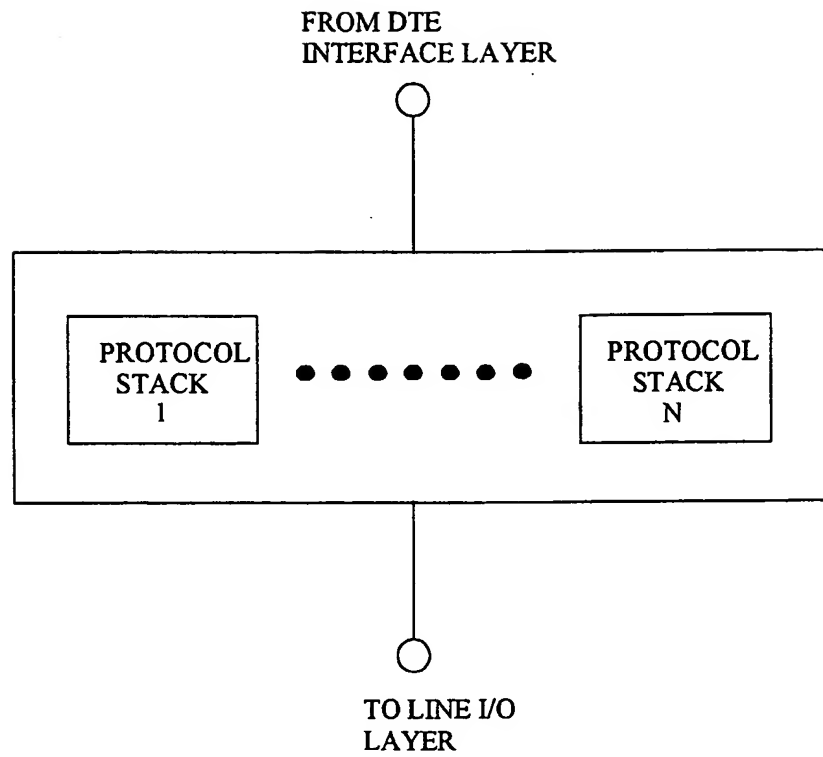 FROM DTE
INTERFACE LAYER
PROTOCOL
STACK
1
PROTOCOL
STACK
N
TO LINE I/O
LAYER